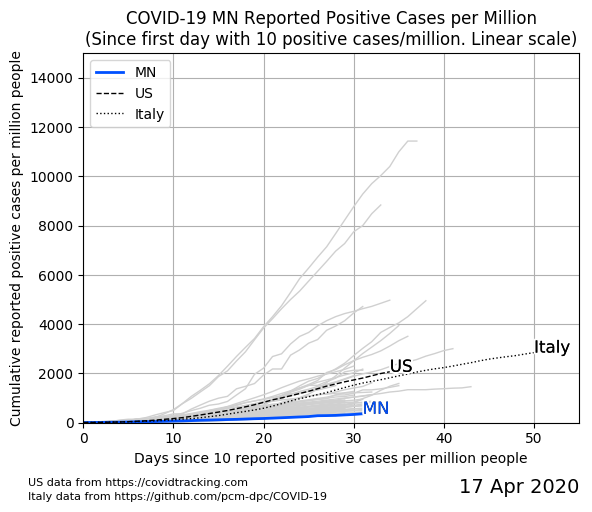 COVID-19 MN Reported Positive Cases per Million
(Since first day with 10 positive cases/million. Linear scale)
Cumulative reported positive cases per million people
14000
12000
10000
8000
6000
4000
2000
0
MN
US
Italy
Italy
US
MN
0 10 20 30 40 50
Days since 10 reported positive cases per million people
US data from https://covidtracking.com
Italy data from https://github.com/pcm-dpc/COVID-19
17 Apr 2020